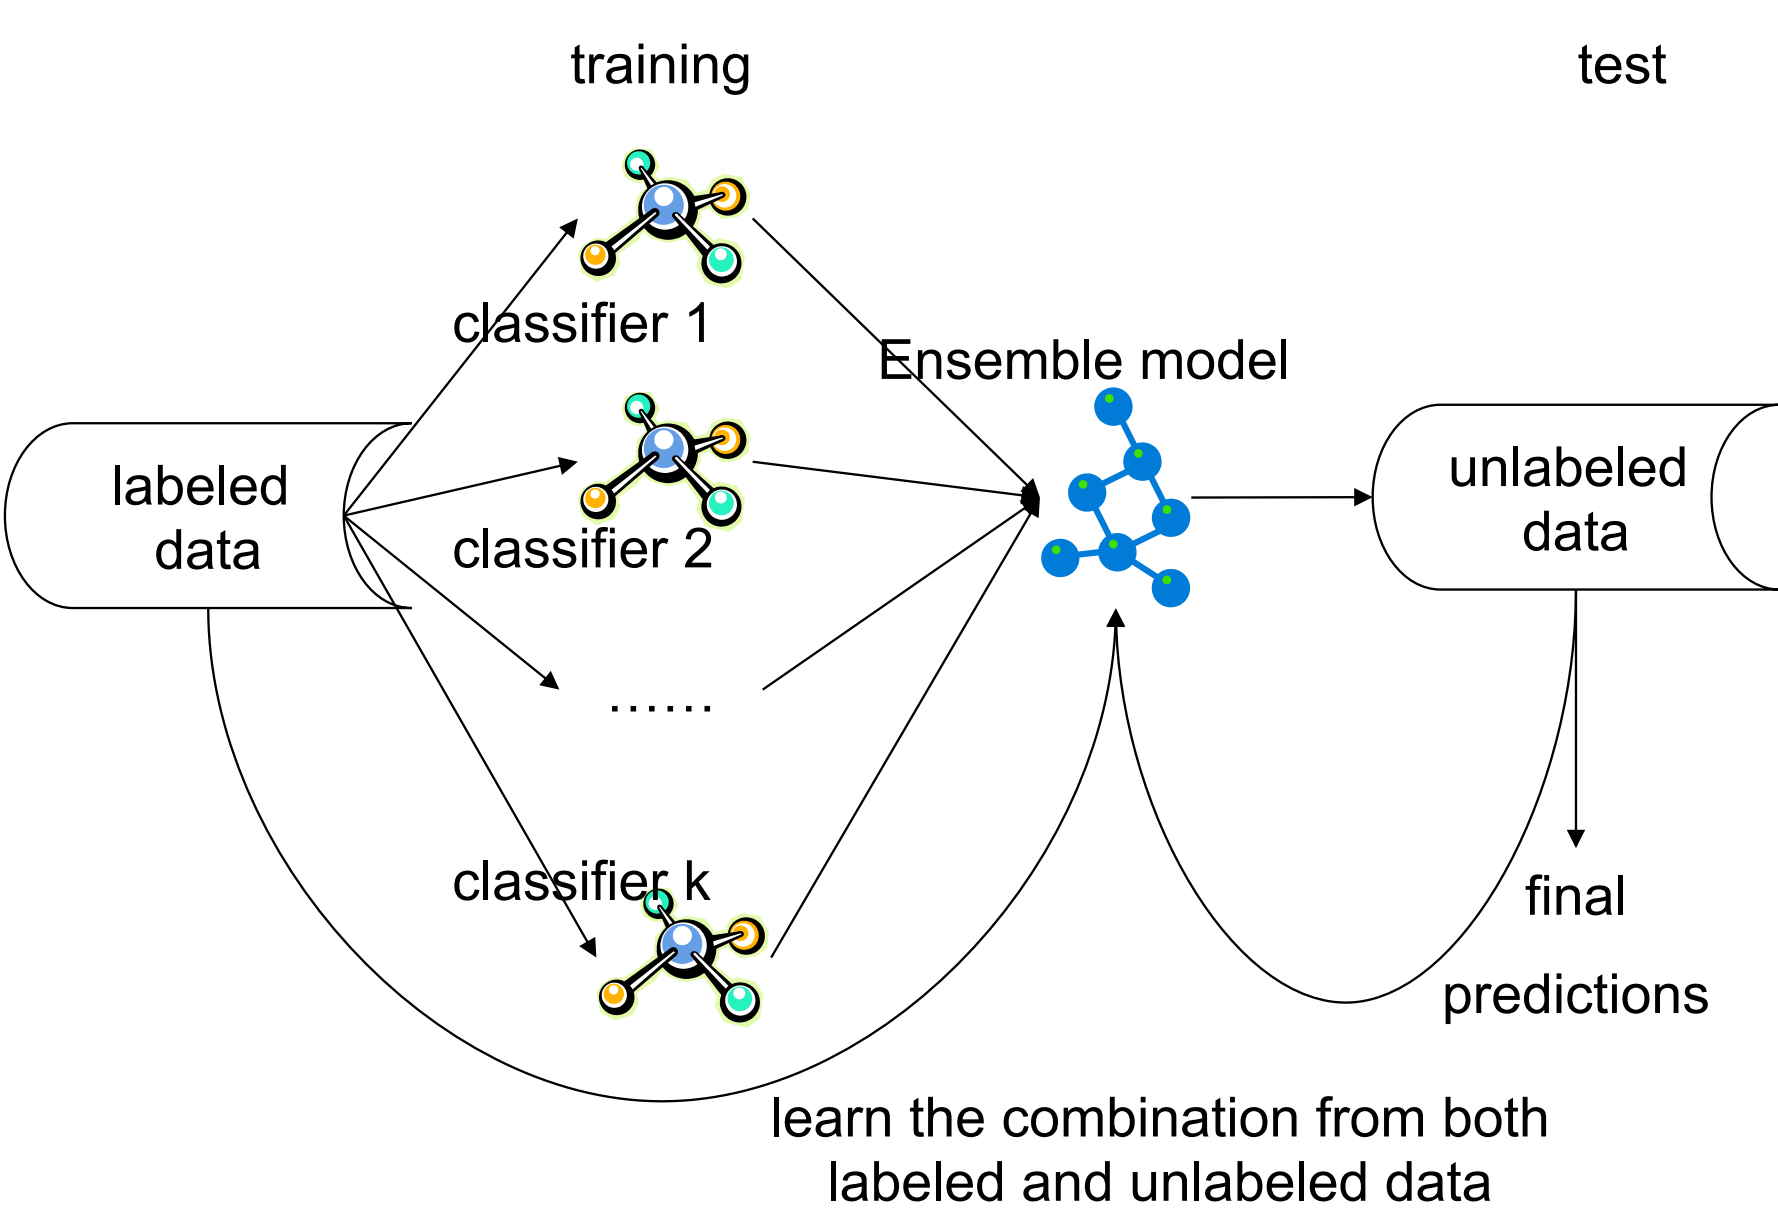 training
test
classifier 1
Ensemble model
labeled
data
classifier 2
unlabeled
data
......
classifier k
final
predictions
learn the combination from both
labeled and unlabeled data